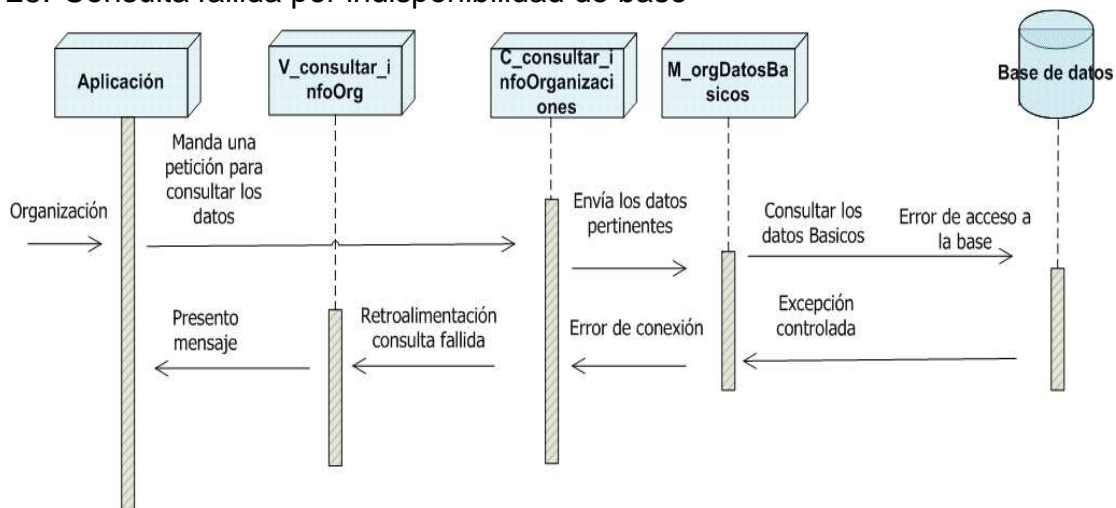 Consulta fallida por indisponibilidad de base
Aplicación
V_consultar_i
nfoOrg
C_consultar_i
nfoOrganizaci
ones
M_orgDatosBa
sicos
Base de datos
Manda una
petición para
consultar los
datos
Organización
Envía los datos
pertinentes
Consultar los
datos Basicos
Error de acceso a
la base
Presento
mensaje
Retroalimentación
consulta fallida
Error de conexión
Excepción
controlada